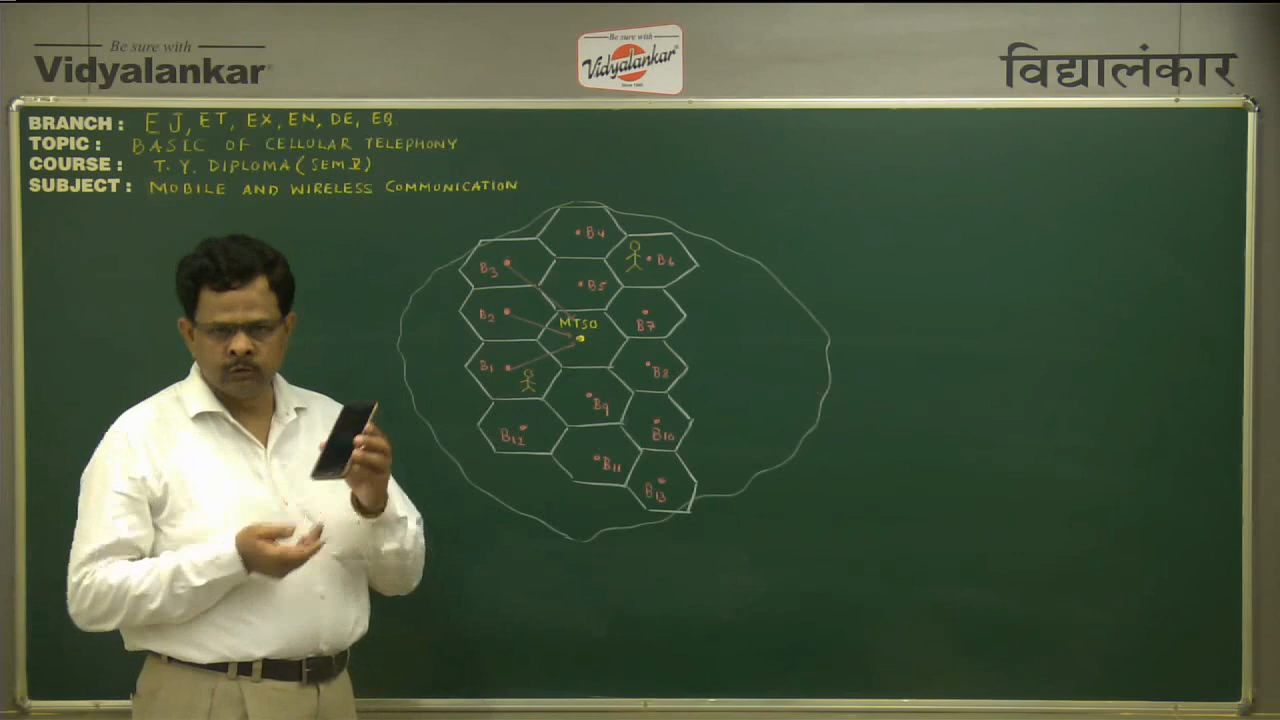 Be sure with
Vidyalankar
Be sure with
Vidyalankar
Since 1960
विद्यालंकार
BRANCH : EJ, ET, EX, EN, DE, EQ.
TOPIC : BASIC OF CELLULAR TELEPHONY
COURSE : T. Y. DIPLOMA (SEM V)
SUBJECT : MOBILE AND WIRELESS COMMUNICATION
B4
B3
B6
B5
B2
MTSO
B7
B1
B8
B9
B12
B10
B11
B13